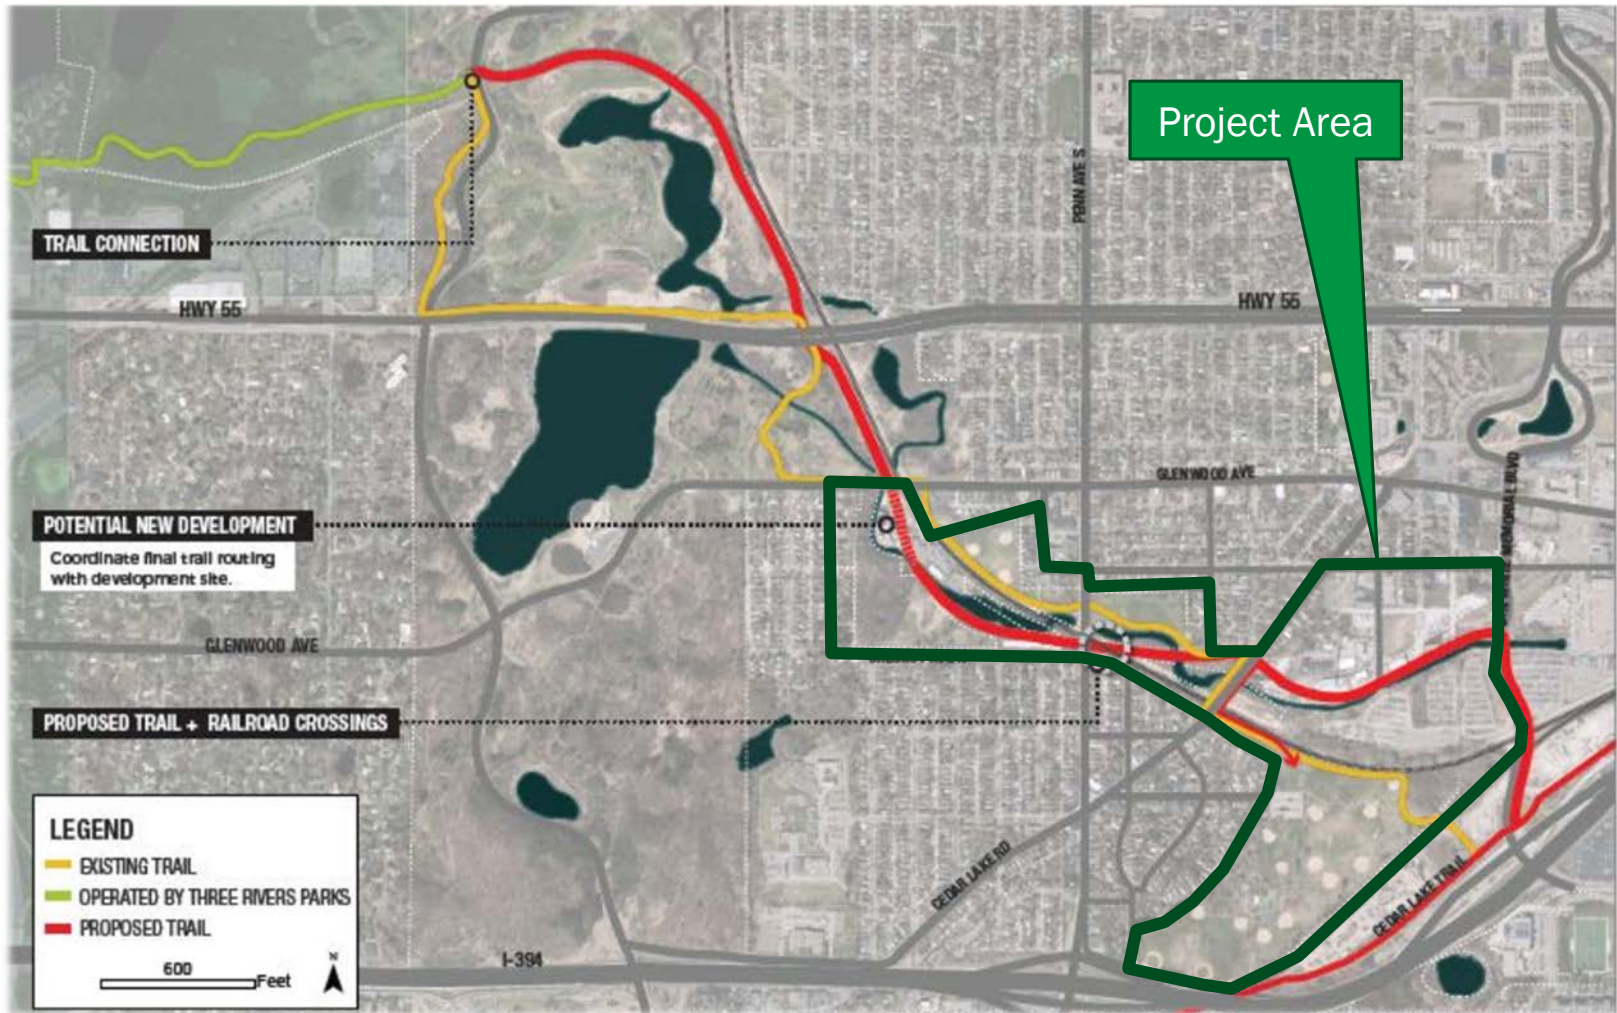 Project Area
PENN AVE S
TRAIL CONNECTION
HWY 55
HWY 55
GLENWOOD AVE
POTENTIAL NEW DEVELOPMENT
Coordinate final trail routing
with development site.
MEMORIAL BLVD
GLENWOOD AVE
PROPOSED TRAIL + RAILROAD CROSSINGS
CEDAR LAKE RD
CEDAR LAKE TRAIL
I-394
LEGEND
EXISTING TRAIL
OPERATED BY THREE RIVERS PARKS
PROPOSED TRAIL
600
Feet
N